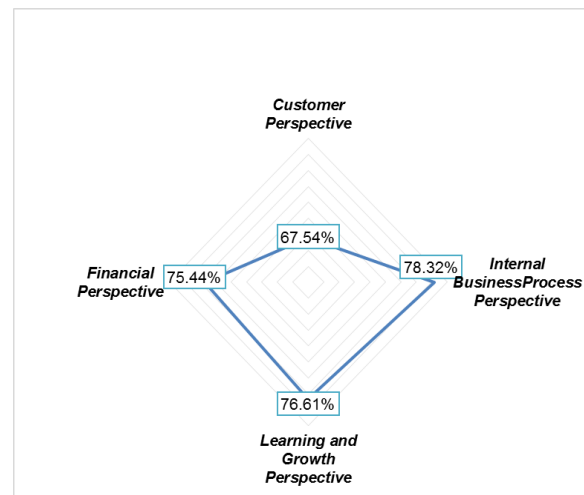 Customer
Perspective
67.54%
78.32%
Internal
BusinessProcess
Perspective
Financial
Perspective
75.44%
76.61%
Learning and
Growth
Perspective